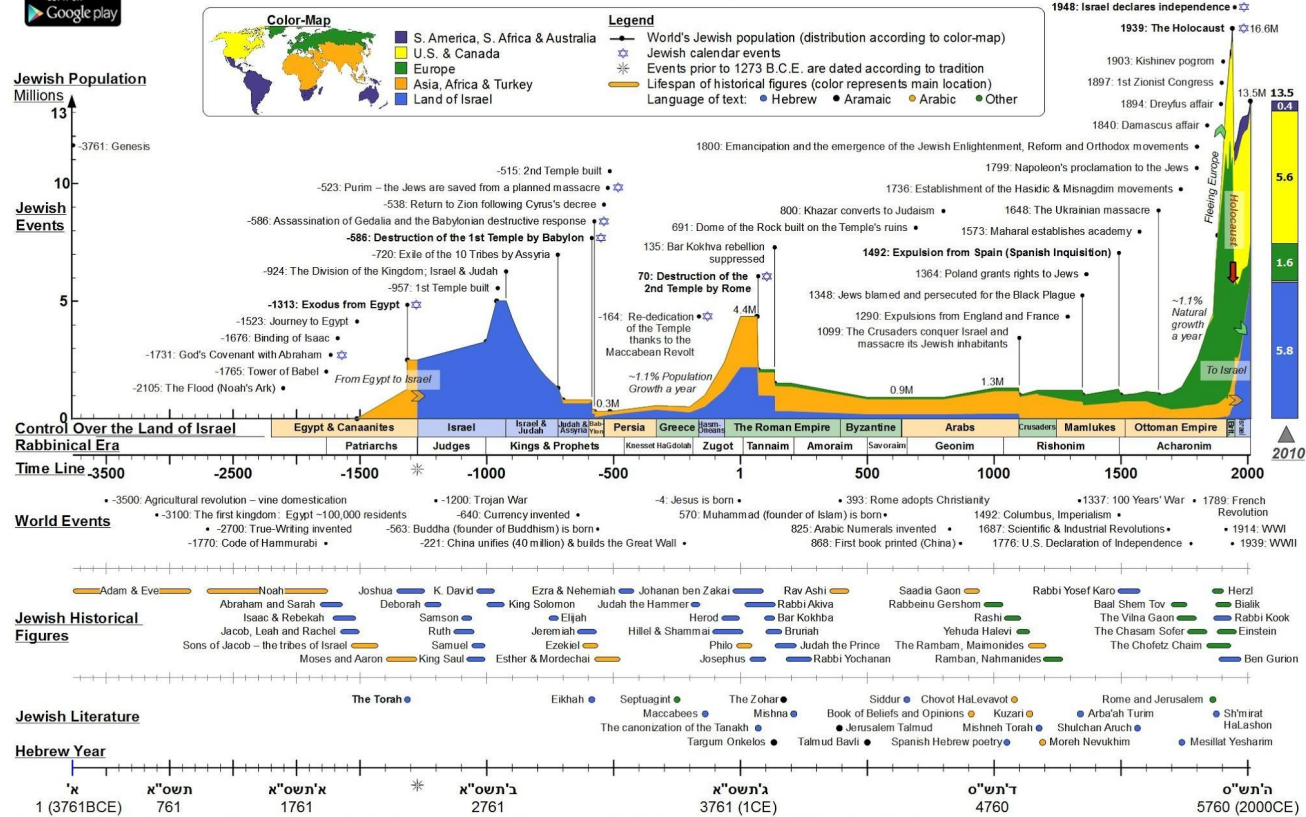 Google play
Color-Map
S. America, S. Africa & Australia
U.S. & Canada
Europe
Asia, Africa & Turkey
Land of Israel
Legend
World's Jewish population (distribution according to color-map)
Jewish calendar events
Events prior to 1273 B.C.E. are dated according to tradition
Lifespan of historical figures (color represents main location)
Language of text: Hebrew Aramaic Arabic Other
1948: Israel declares independence
1939: The Holocaust 16.6M
1903: Kishinev pogrom
1897: 1st Zionist Congress
1894: Dreyfus affair
1840: Damascus affair
1800: Emancipation and the emergence of the Jewish Enlightenment, Reform and Orthodox movements
1799: Napoleon's proclamation to the Jews
1736: Establishment of the Hasidic & Misnagdim movements
1648: The Ukrainian massacre
1573: Maharal establishes academy
1492: Expulsion from Spain (Spanish Inquisition)
1364: Poland grants rights to Jews
1348: Jews blamed and persecuted for the Black Plague
1290: Expulsions from England and France
1099: The Crusaders conquer Israel and
massacre its Jewish inhabitants
800: Khazar converts to Judaism
691: Dome of the Rock built on the Temple's ruins
135: Bar Kokhva rebellion
suppressed
70: Destruction of the
2nd Temple by Rome
-164: Re-dedication
of the Temple
thanks to the
Maccabean Revolt
~1.1% Population
Growth a year
-515: 2nd Temple built
-523: Purim – the Jews are saved from a planned massacre
-538: Return to Zion following Cyrus's decree
-586: Assassination of Gedalia and the Babylonian destructive response
-586: Destruction of the 1st Temple by Babylon
-720: Exile of the 10 Tribes by Assyria
-924: The Division of the Kingdom; Israel & Judah
-957: 1st Temple built
-1313: Exodus from Egypt
-1523: Journey to Egypt
-1676: Binding of Isaac
-1731: God's Covenant with Abraham
-1765: Tower of Babel
-2105: The Flood (Noah's Ark)
-3761: Genesis
From Egypt to Israel
0.3M
4.4M
0.9M
1.3M
Fleeing Europe
Holocaust
~1.1%
Natural
growth
a year
To Israel
13.5M
13.5
0.4
5.6
1.6
5.8
2010
Jewish Population
Millions
13
10
Jewish
Events
5
0
Control Over the Land of Israel
Egypt & Canaanites
Israel
Israel &
Judah
Judah &
Assyria
Bab-
ylon
Persia
Greece
Hasm-
oneans
The Roman Empire
Byzantine
Arabs
Crusaders
Mamlukes
Ottoman Empire
Brit.
Israel
Rabbinical Era
Patriarchs
Judges
Kings & Prophets
Knesset HaGdolah
Zugot
Tannaim
Amoraim
Savoraim
Geonim
Rishonim
Acharonim
Time Line -3500 -3000 -2500 -2000 -1500 -1000 -500 1 500 1000 1500 2000
World Events
-3500: Agricultural revolution – vine domestication
-3100: The first kingdom: Egypt ~100,000 residents
-2700: True-Writing invented
-1770: Code of Hammurabi
-1200: Trojan War
-640: Currency invented
-563: Buddha (founder of Buddhism) is born
-221: China unifies (40 million) & builds the Great Wall
-4: Jesus is born
570: Muhammad (founder of Islam) is born
393: Rome adopts Christianity
825: Arabic Numerals invented
868: First book printed (China)
1337: 100 Years' War
1492: Columbus, Imperialism
1687: Scientific & Industrial Revolutions
1776: U.S. Declaration of Independence
1789: French
Revolution
1914: WWI
1939: WWII
Jewish Historical
Figures
Adam & Eve
Noah
Abraham and Sarah
Isaac & Rebekah
Jacob, Leah and Rachel
Sons of Jacob – the tribes of Israel
Moses and Aaron
Joshua
Deborah
Samson
Ruth
Samuel
King Saul
K. David
King Solomon
Elijah
Jeremiah
Ezekiel
Esther & Mordechai
Ezra & Nehemiah
Judah the Hammer
Herod
Hillel & Shammai
Philo
Josephus
Johanan ben Zakai
Rabbi Akiva
Bar Kokhba
Bruriah
Judah the Prince
Rabbi Yochanan
Rav Ashi
Saadia Gaon
Rabbeinu Gershom
Rashi
Yehuda Halevi
The Rambam, Maimonides
Ramban, Nahmanides
Rabbi Yosef Karo
Baal Shem Tov
The Vilna Gaon
The Chasam Sofer
The Chofetz Chaim
Herzl
Bialik
Rabbi Kook
Einstein
Ben Gurion
Jewish Literature
The Torah
Eikhah
Septuagint
Maccabees
The canonization of the Tanakh
Targum Onkelos
The Zohar
Mishna
Talmud Bavli
Jerusalem Talmud
Siddur
Book of Beliefs and Opinions
Spanish Hebrew poetry
Chovot HaLevavot
Kuzari
Mishneh Torah
Moreh Nevukhim
Arba'ah Turim
Shulchan Aruch
Rome and Jerusalem
Sh'mirat
HaLashon
Mesillat Yesharim
Hebrew Year
א'
תשס"א
א'תשס"א
ב'תשס"א
ג'תשס"א
ד'תש"ס
ה'תש"ס
1 (3761BCE) 761 1761 2761 3761 (1CE) 4760 5760 (2000CE)